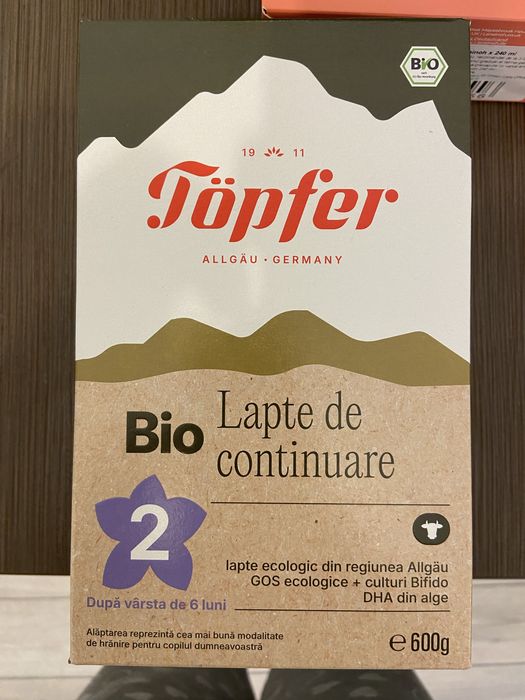 BiO
19 11
Töpfer
ALLGÄU · GERMANY
Bio
Lapte de
continuare
2
După vârsta de 6 luni
lapte ecologic din regiunea Allgäu
GOS ecologice + culturi Bifido
DHA din alge
Alăptarea reprezintă cea mai bună modalitate
de hrănire pentru copilul dumneavoastră
e 600g
x 240 ml